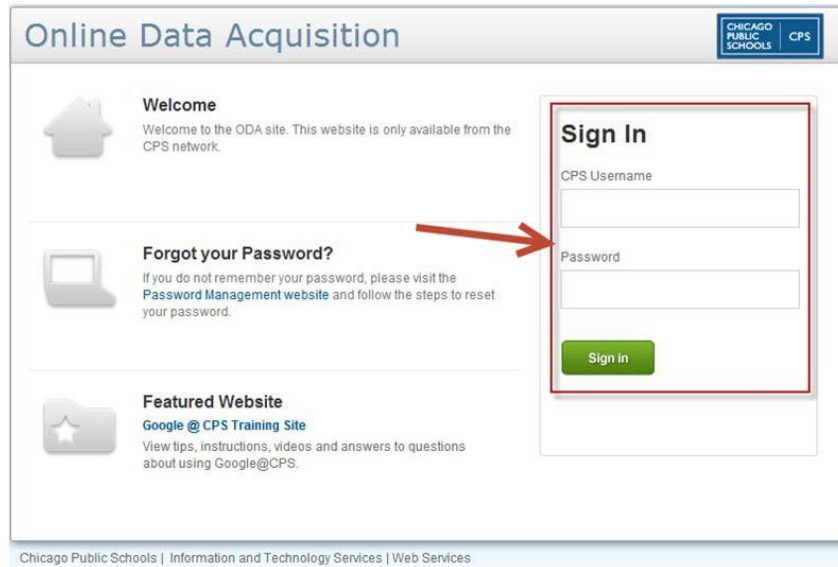 Online Data Acquisition
CHICAGO
PUBLIC
SCHOOLS
CPS
Welcome
Welcome to the ODA site. This website is only available from the
CPS network.
Forgot your Password?
If you do not remember your password, please visit the
Password Management website and follow the steps to reset
your password.
Featured Website
Google @ CPS Training Site
View tips, instructions, videos and answers to questions
about using Google@CPS.
Sign In
CPS Username
Password
Sign in
Chicago Public Schools | Information and Technology Services | Web Services